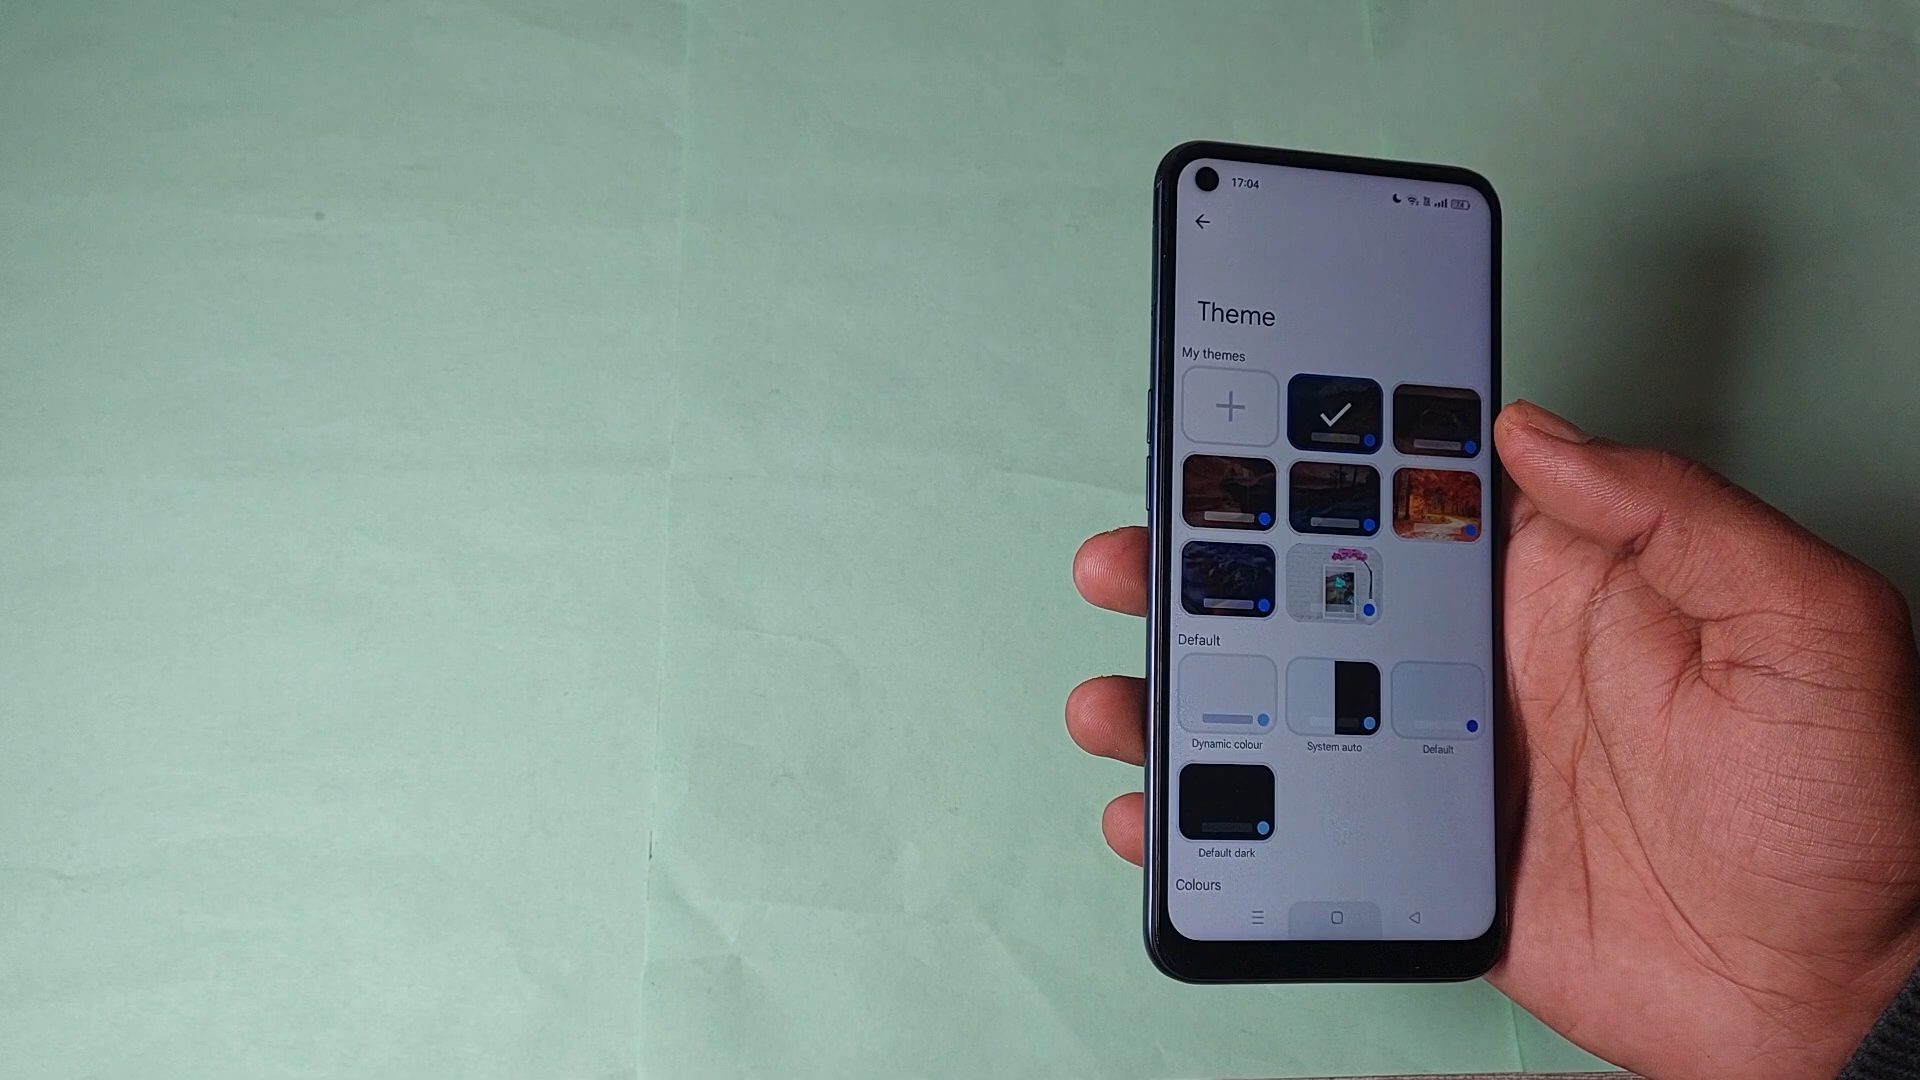 17:04
Theme
My themes
Default
Dynamic colour
System auto
Default
Default dark
Colours